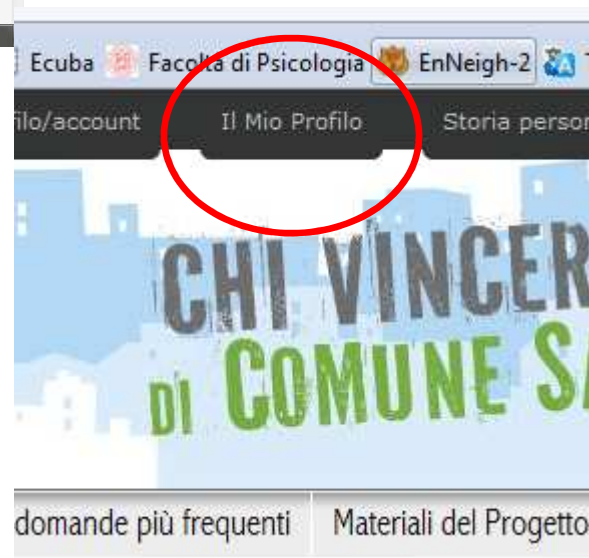 Ecuba Facoltà di Psicologia EnNeigh-2
filo/account Il Mio Profilo Storia person
CHI VINCER
DI COMUNE SA
domande più frequenti Materiali del Progetto